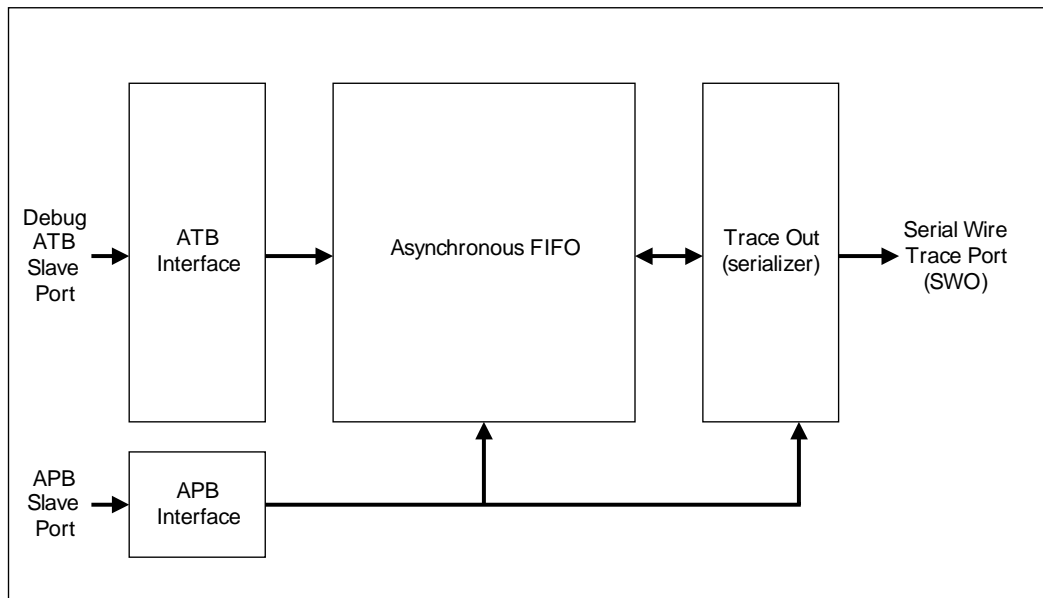 Debug
ATB
Slave
Port
ATB
Interface
Asynchronous FIFO
Trace Out
(serializer)
Serial Wire
Trace Port
(SWO)
APB
Slave
Port
APB
Interface